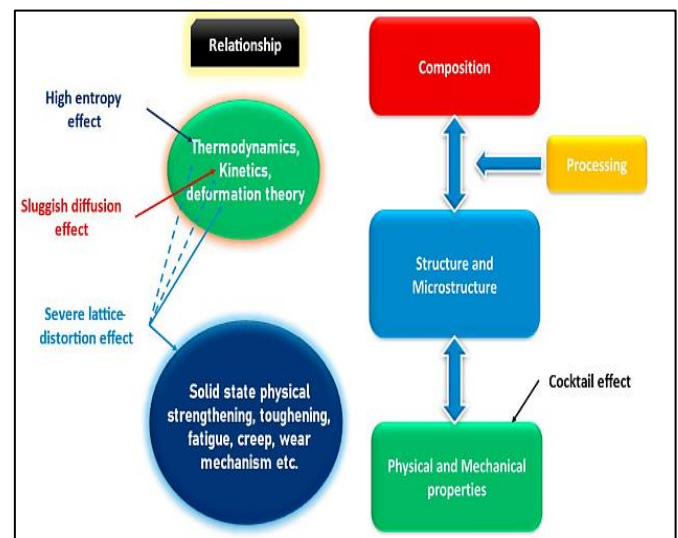 Relationship
High entropy
effect
Thermodynamics,
Kinetics,
deformation theory
Sluggish diffusion
effect
Severe lattice-
distortion effect
Solid state physical
strengthening, toughening,
fatigue, creep, wear
mechanism etc.
Composition
Processing
Structure and
Microstructure
Cocktail effect
Physical and Mechanical
properties